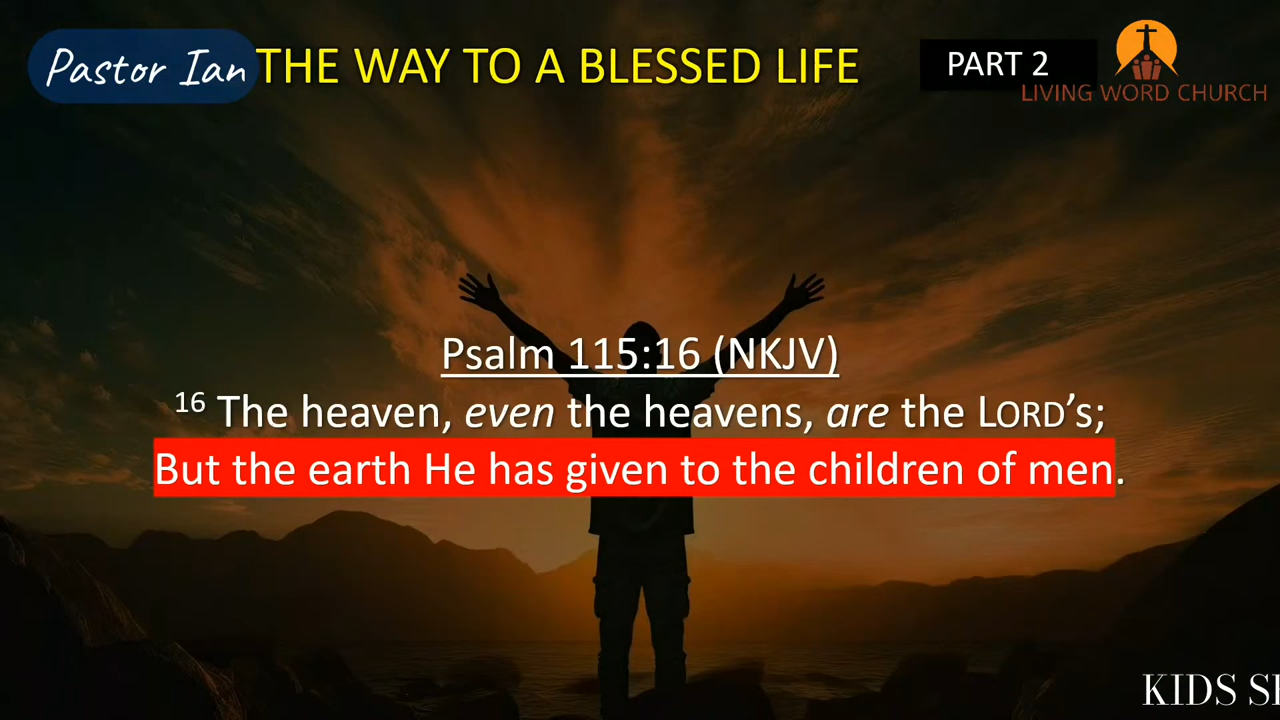 Pastor Ian THE WAY TO A BLESSED LIFE
PART 2
LIVING WORD CHURCH
Psalm 115:16 (NKJV)
16 The heaven, even the heavens, are the LORD’s;
But the earth He has given to the children of men.
KIDS